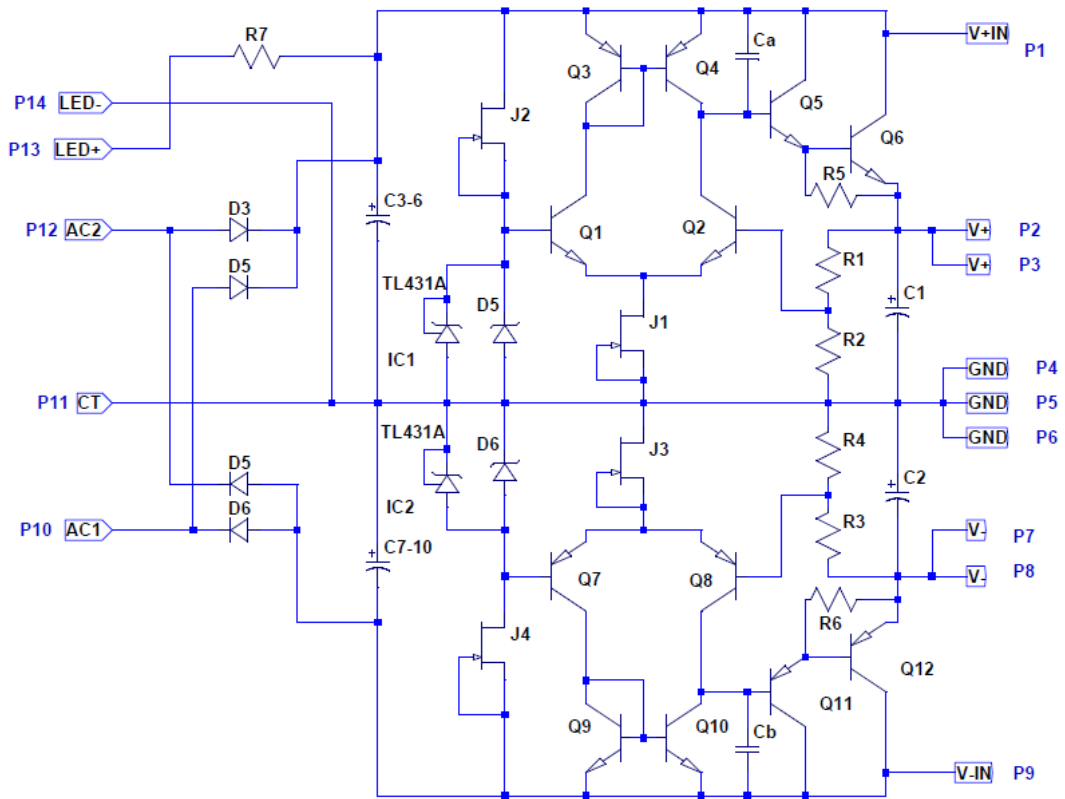 R7
Ca
V+IN P1
Q3 Q4
P14 LED-
J2
Q5
P13 LED+
Q6
R5
D3
C3-6
P12 AC2
Q1 Q2
V+ P2
D5
R1
V+ P3
TL431A
D5
C1
J1
IC1
R2
P11 CT
GND P4
GND P5
GND P6
TL431A
D6
J3
R4
D5
C2
IC2
D6
P10 AC1
R3
V- P7
C7-10
V- P8
Q7 Q8
R6
J4
Q12
Q11
Q9 Q10
Cb
V-IN P9